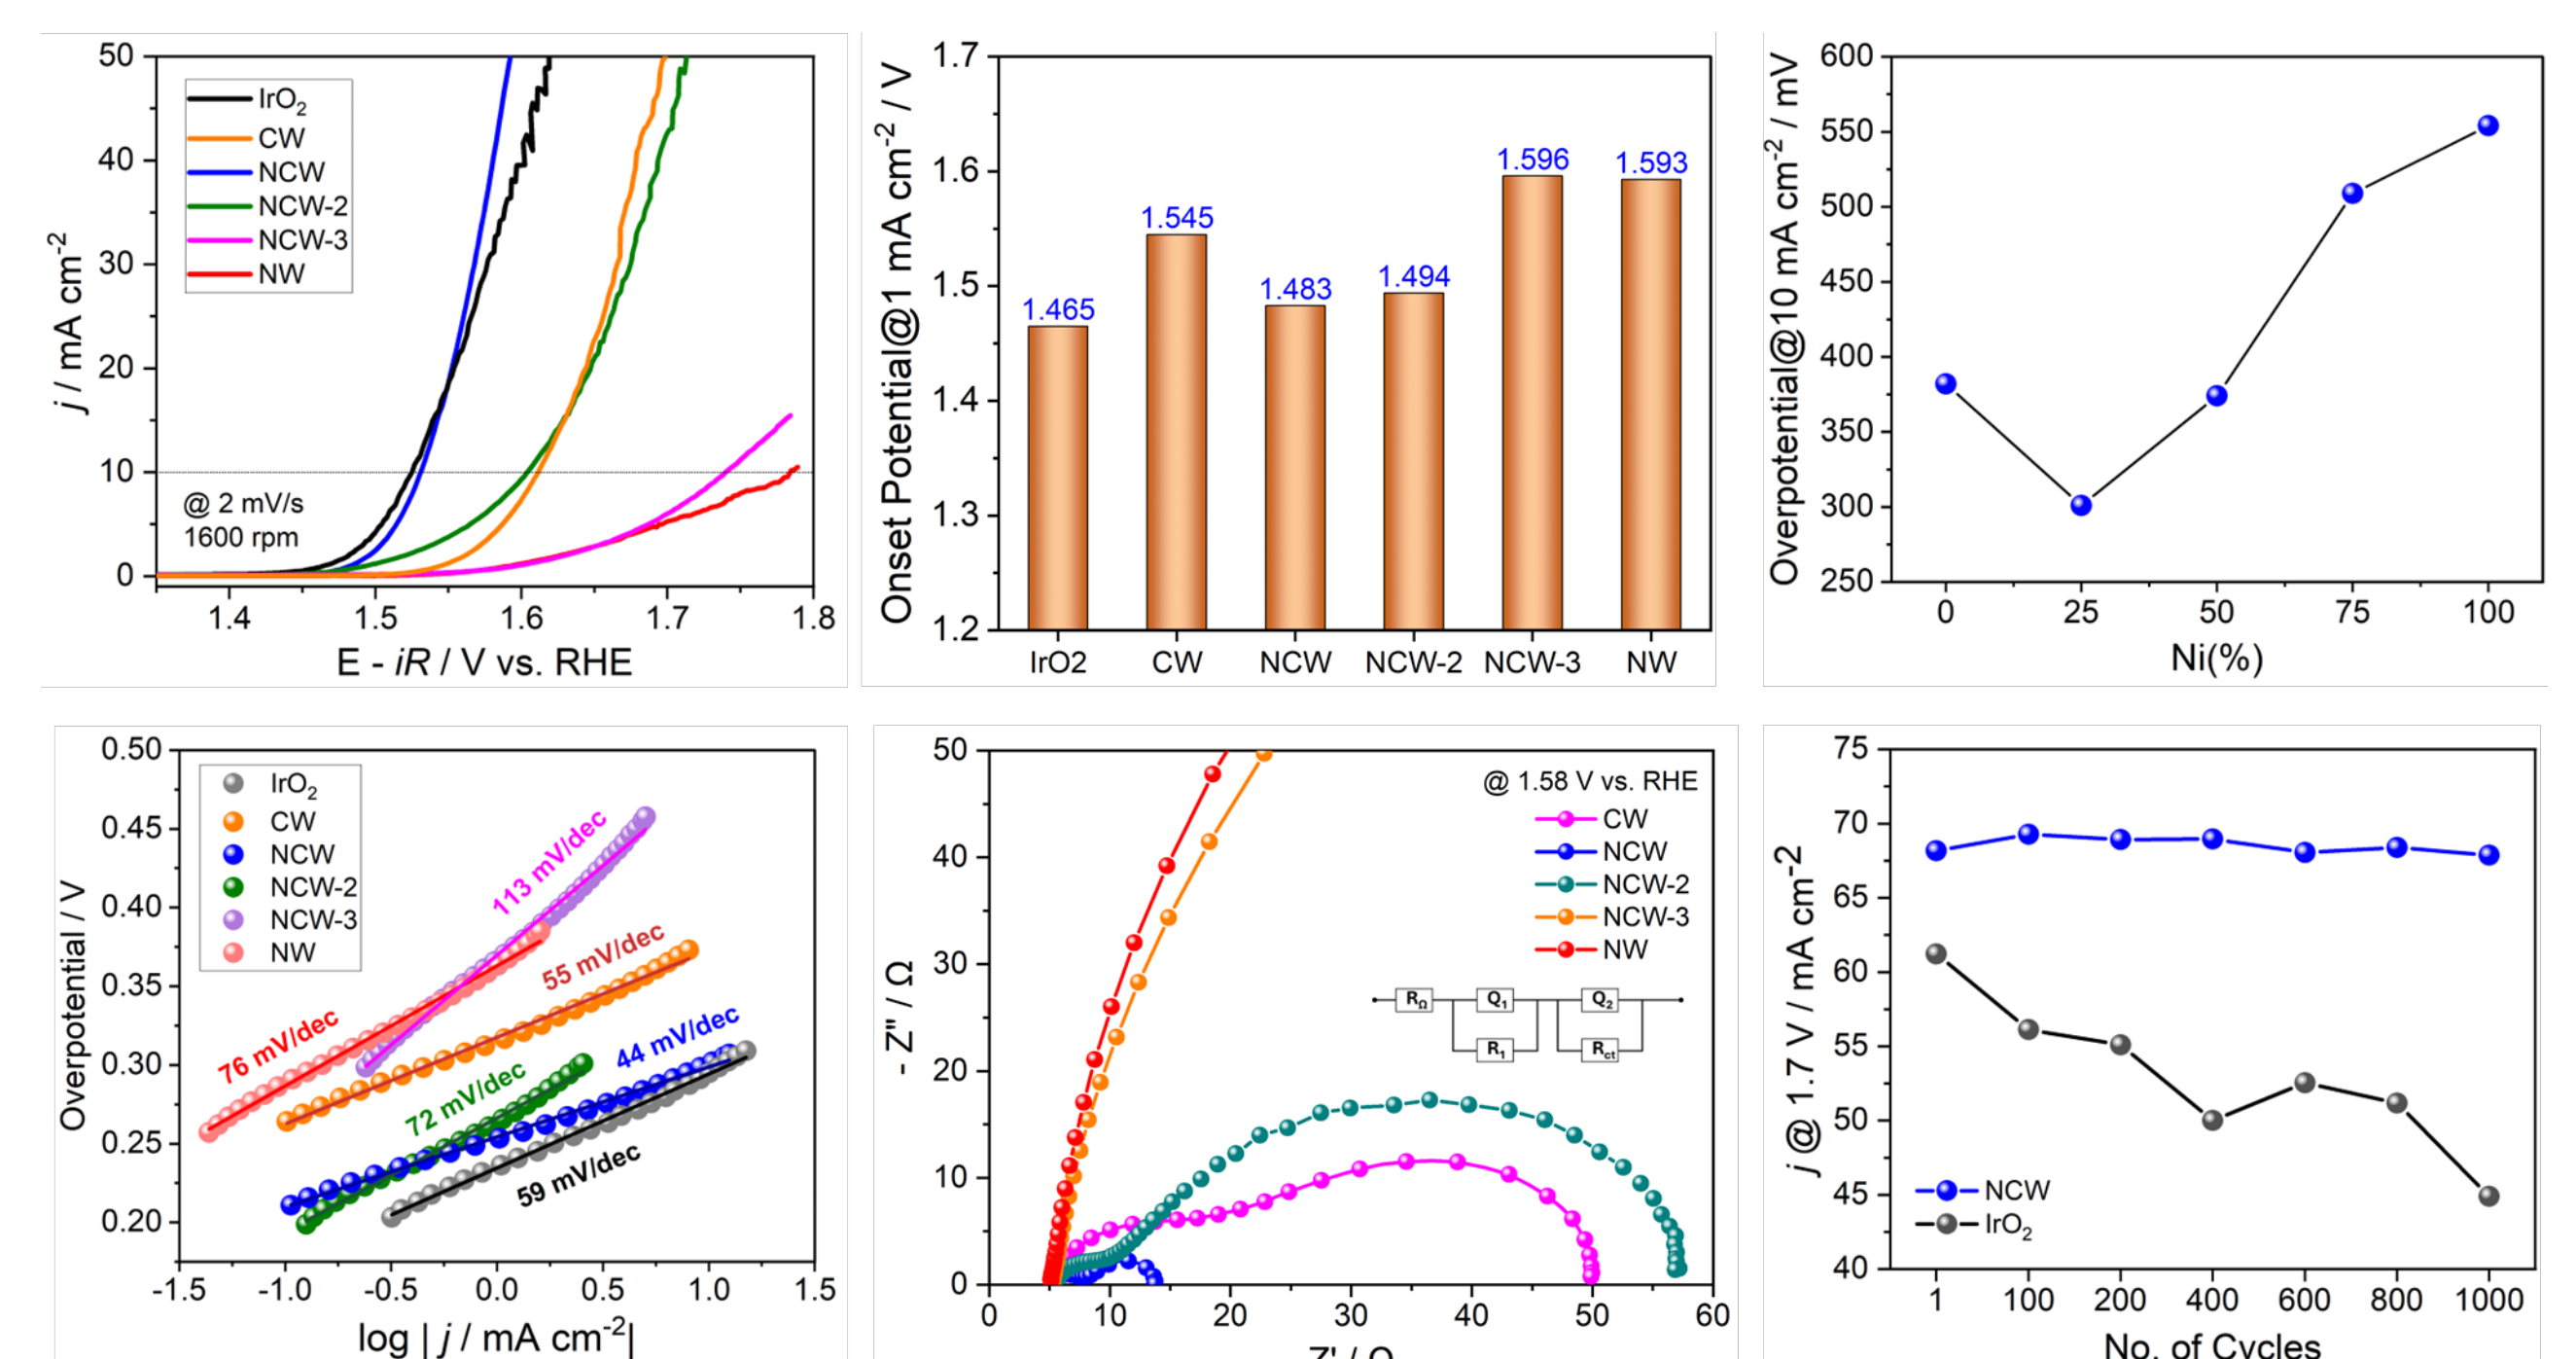 50
40
30
20
10
0
j / mA cm-2
IrO2
CW
NCW
NCW-2
NCW-3
NW
@ 2 mV/s
1600 rpm
1.4 1.5 1.6 1.7 1.8
E - iR / V vs. RHE
1.7
1.6
1.5
1.4
1.3
1.2
Onset Potential@1 mA cm-2 / V
1.465
1.545
1.483
1.494
1.596
1.593
IrO2 CW NCW NCW-2 NCW-3 NW
600
550
500
450
400
350
300
250
Overpotential@10 mA cm-2 / mV
0 25 50 75 100
Ni(%)
0.50
0.45
0.40
0.35
0.30
0.25
0.20
Overpotential / V
IrO2
CW
NCW
NCW-2
NCW-3
NW
113 mV/dec
55 mV/dec
76 mV/dec
44 mV/dec
72 mV/dec
59 mV/dec
-1.5 -1.0 -0.5 0.0 0.5 1.0 1.5
log | j / mA cm-2|
50
40
30
20
10
0
- Z" / Ω
@ 1.58 V vs. RHE
CW
NCW
NCW-2
NCW-3
NW
RΩ Q1 Q2
R1 Rct
0 10 20 30 40 50 60
Z' / Ω
75
70
65
60
55
50
45
40
j @ 1.7 V / mA cm-2
NCW
IrO2
1 100 200 400 600 800 1000
No. of Cycles